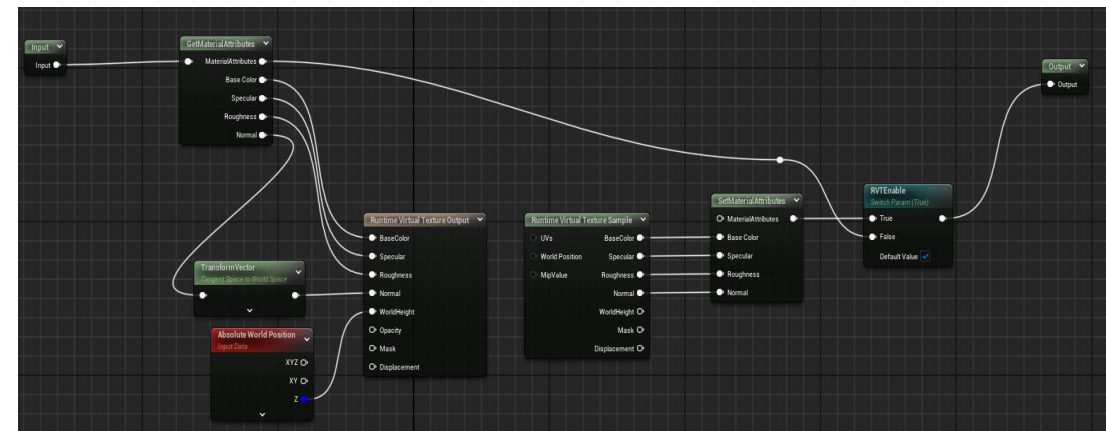 Input
Input
GetMaterialAttributes
MaterialAttributes
Base Color
Specular
Roughness
Normal
TransformVector
Tangent Space to World Space
Absolute World Position
Input Data
XYZ
XY
Z
Runtime Virtual Texture Output
BaseColor
Specular
Roughness
Normal
WorldHeight
Opacity
Mask
Displacement
Runtime Virtual Texture Sample
UVs BaseColor
World Position Specular
MipValue Roughness
Normal
WorldHeight
Mask
Displacement
SetMaterialAttributes
MaterialAttributes
Base Color
Specular
Roughness
Normal
RVTEnable
Switch Param (True)
True
False
Default Value
Output
Output